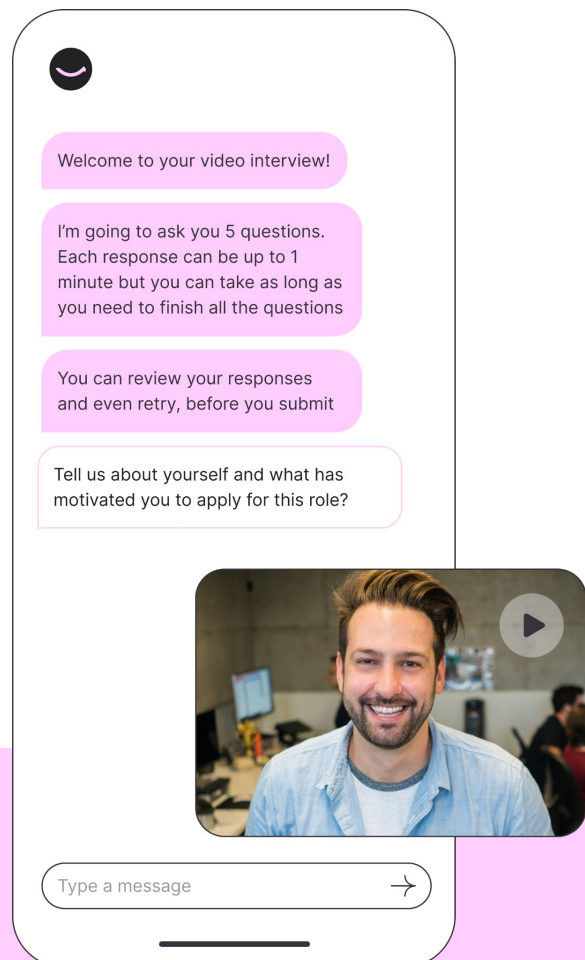 Welcome to your video interview!
I’m going to ask you 5 questions.
Each response can be up to 1
minute but you can take as long as
you need to finish all the questions
You can review your responses
and even retry, before you submit
Tell us about yourself and what has
motivated you to apply for this role?
Type a message